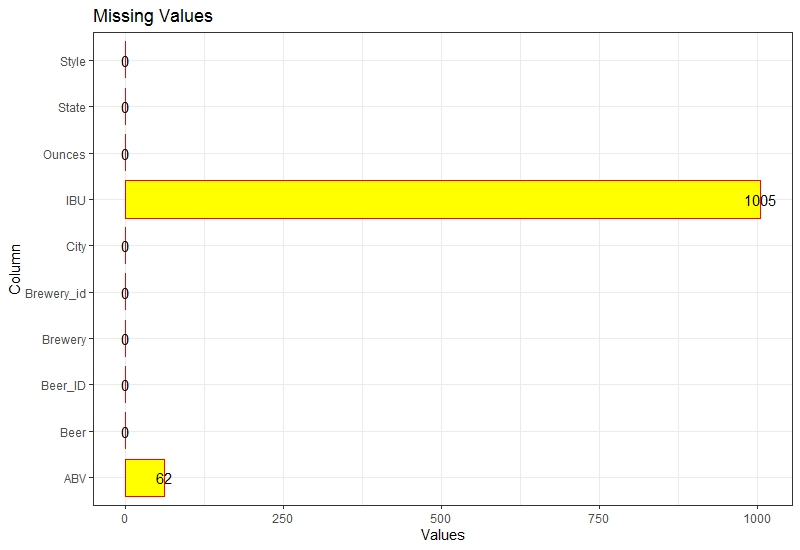 Missing Values
Style 0
State 0
Ounces 0
IBU 1005
City 0
Brewery_id 0
Brewery 0
Beer_ID 0
Beer 0
ABV 62
Column
0 250 500 750 1000
Values